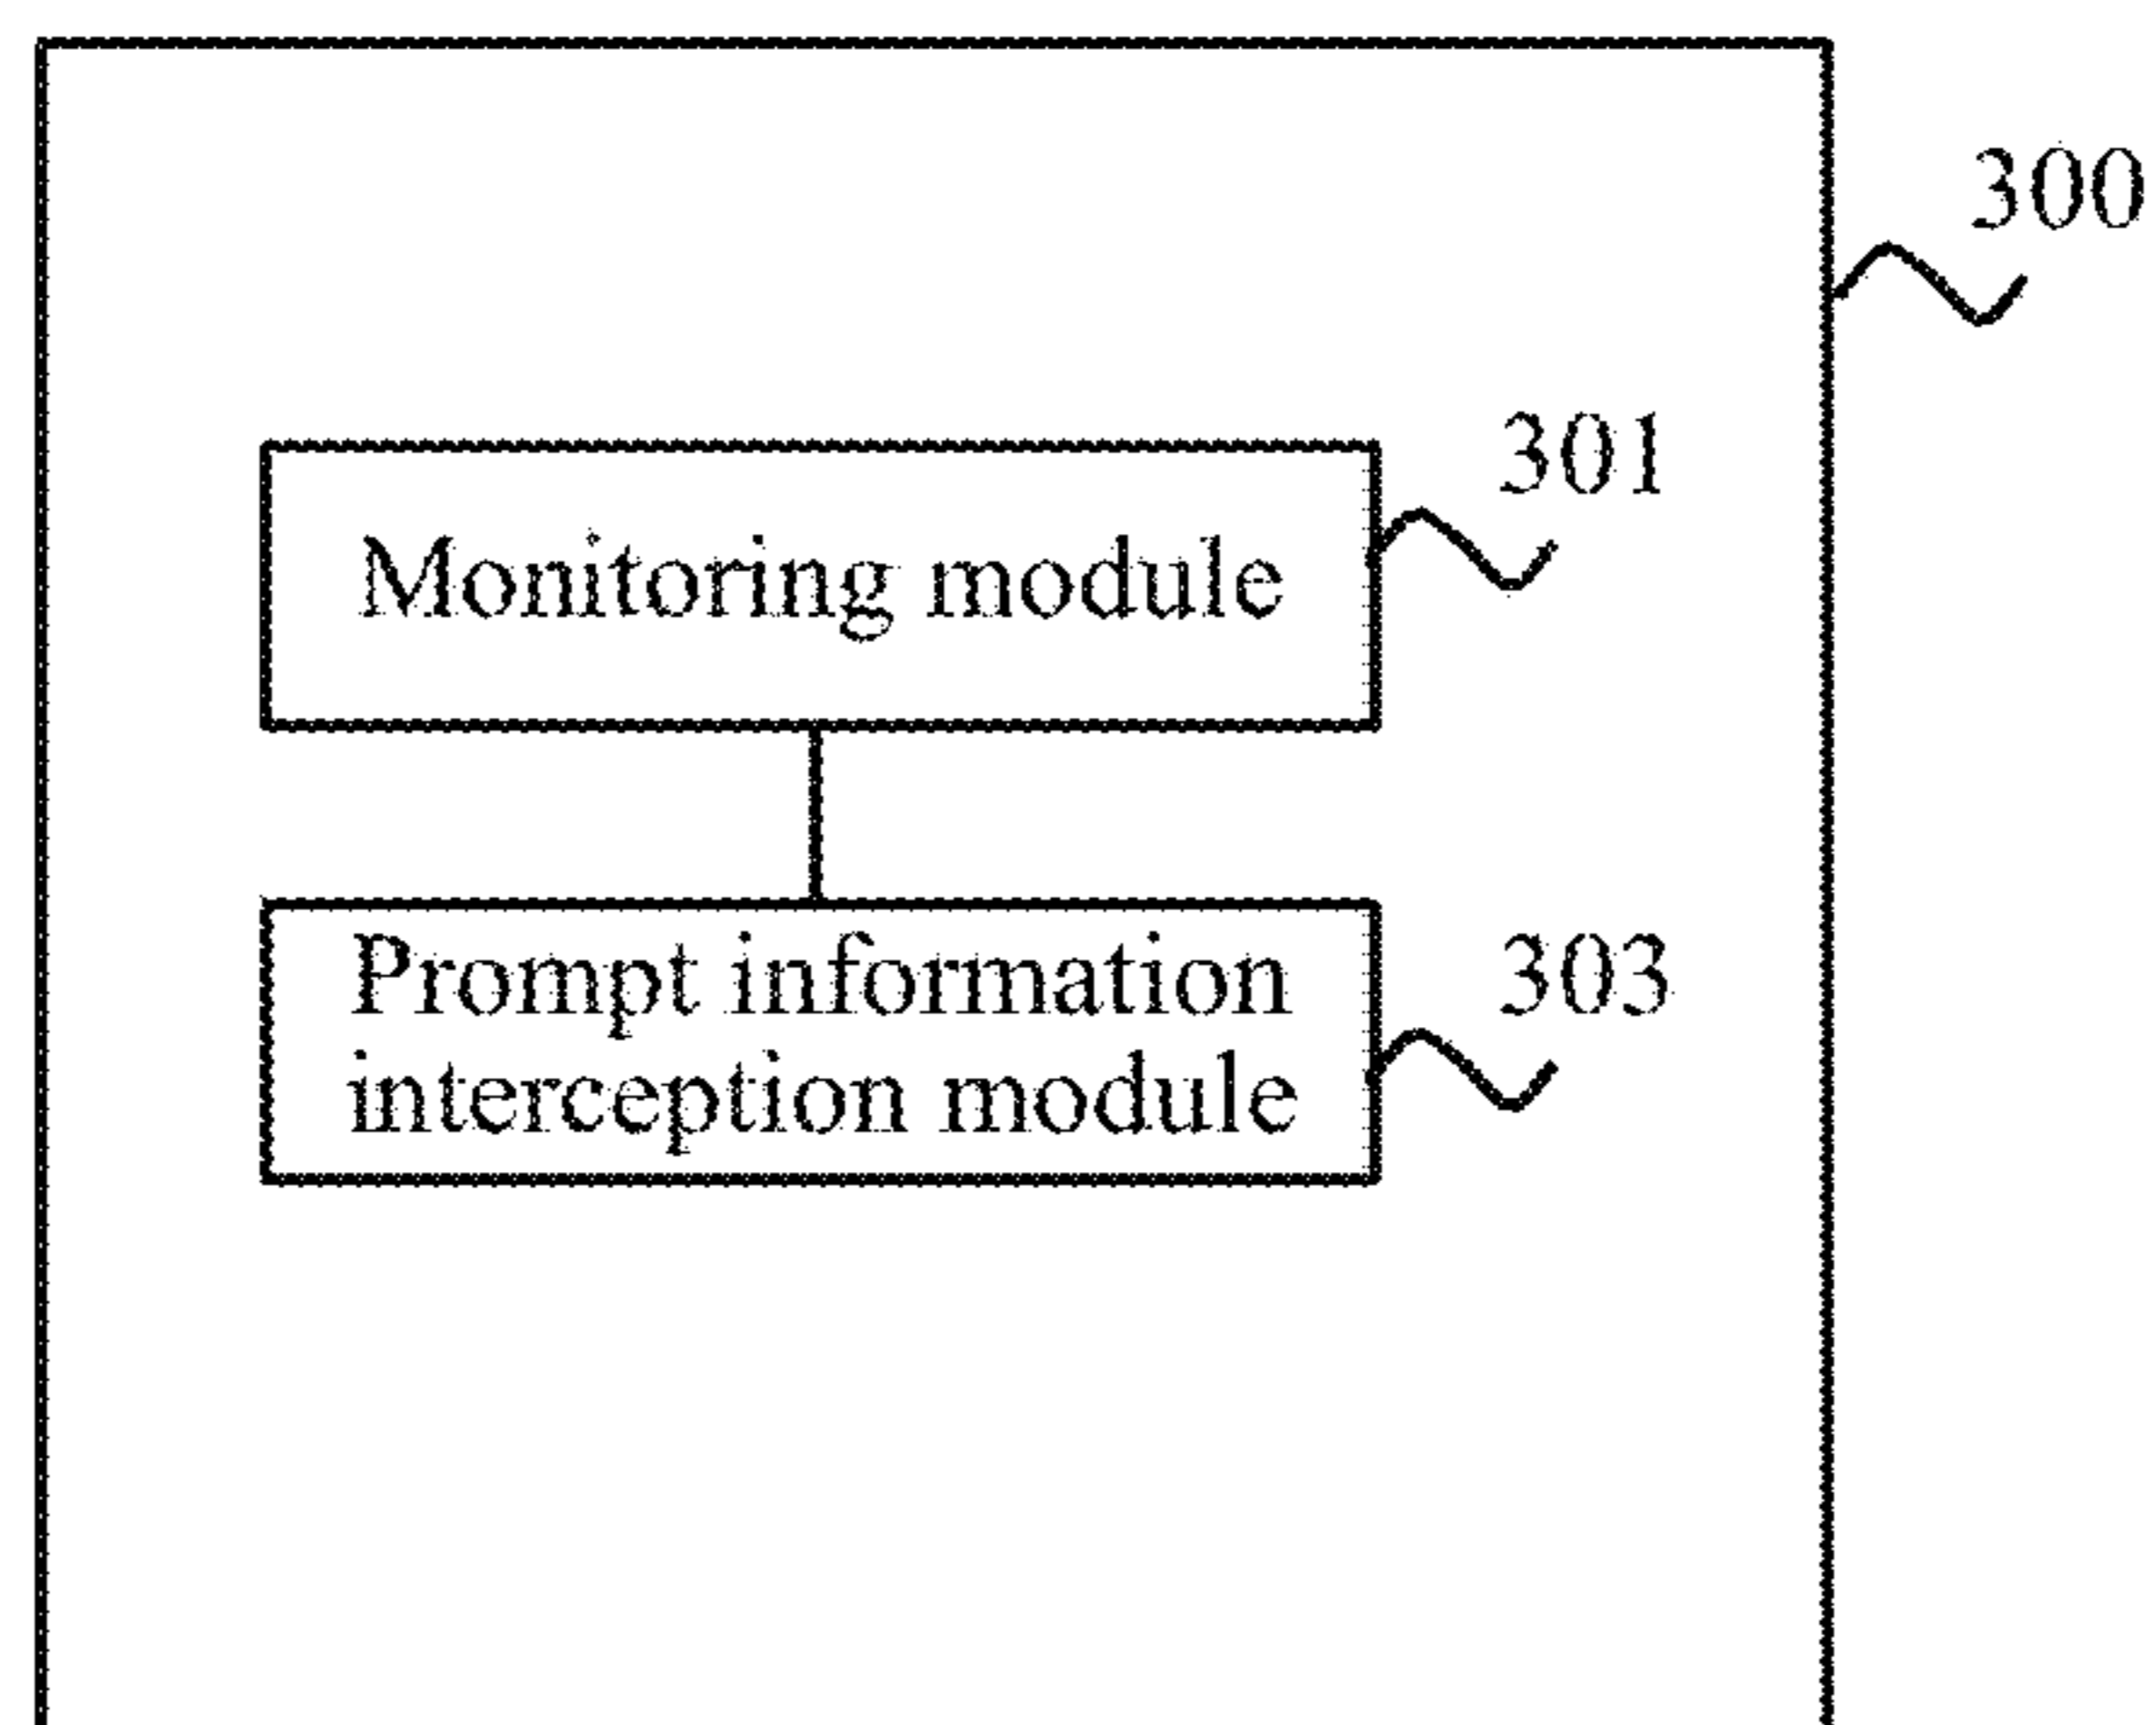 300
301
Monitoring module
303
Prompt information
interception module